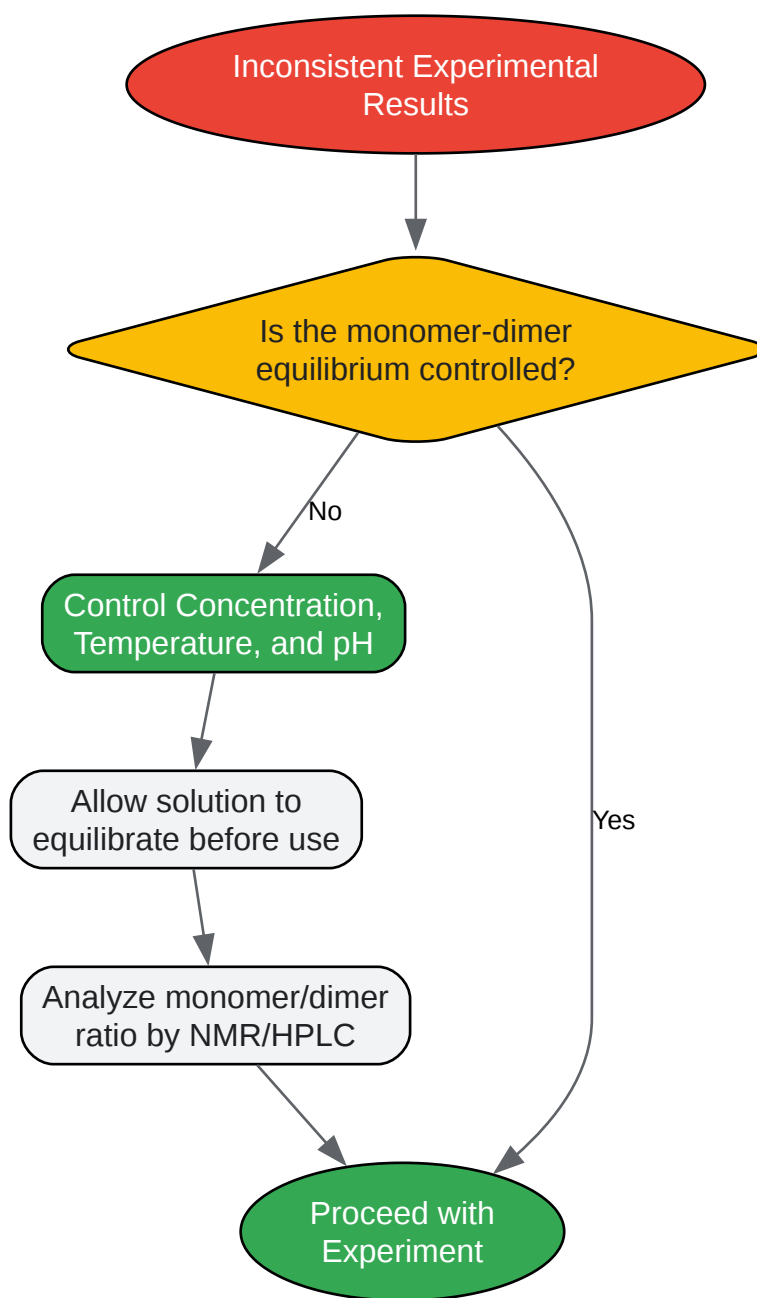 Inconsistent Experimental
Results
Is the monomer-dimer
equilibrium controlled?
No
Control Concentration,
Temperature, and pH
Allow solution to
equilibrate before use
Yes
Analyze monomer/dimer
ratio by NMR/HPLC
Proceed with
Experiment